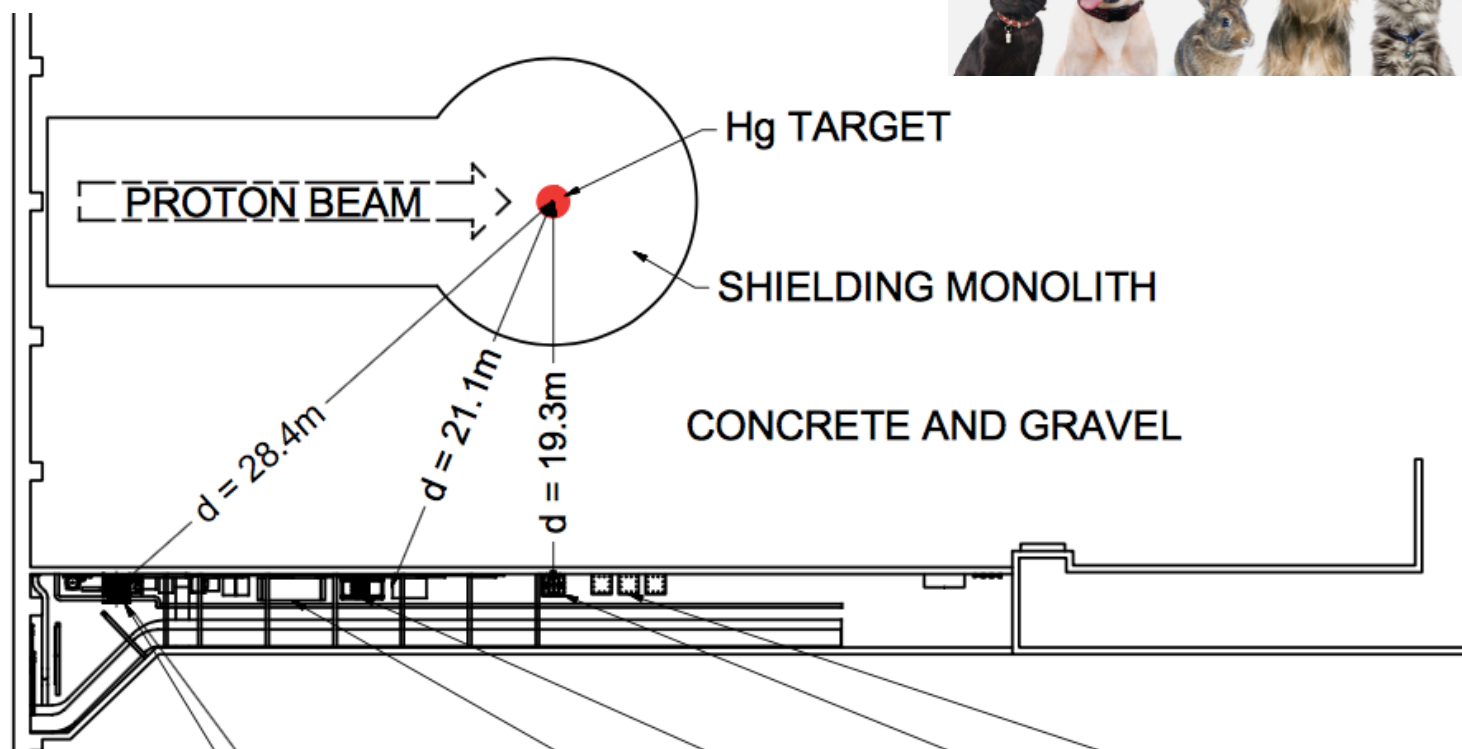 Hg TARGET
PROTON BEAM
SHIELDING MONOLITH
d = 28.4m
d = 21.1m
d = 19.3m
CONCRETE AND GRAVEL